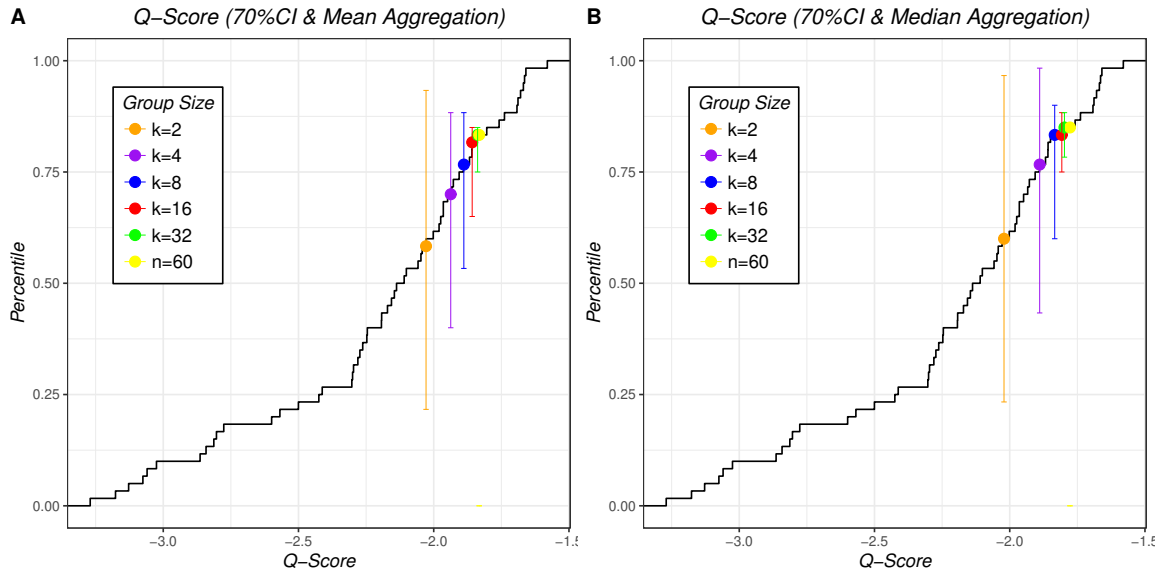 A
Q−Score (70%CI & Mean Aggregation)
Percentile
1.00
0.75
0.50
0.25
0.00
Group Size
k=2
k=4
k=8
k=16
k=32
n=60
−3.0
−2.5
−2.0
−1.5
Q−Score
B
Q−Score (70%CI & Median Aggregation)
Percentile
1.00
0.75
0.50
0.25
0.00
Group Size
k=2
k=4
k=8
k=16
k=32
n=60
−3.0
−2.5
−2.0
−1.5
Q−Score